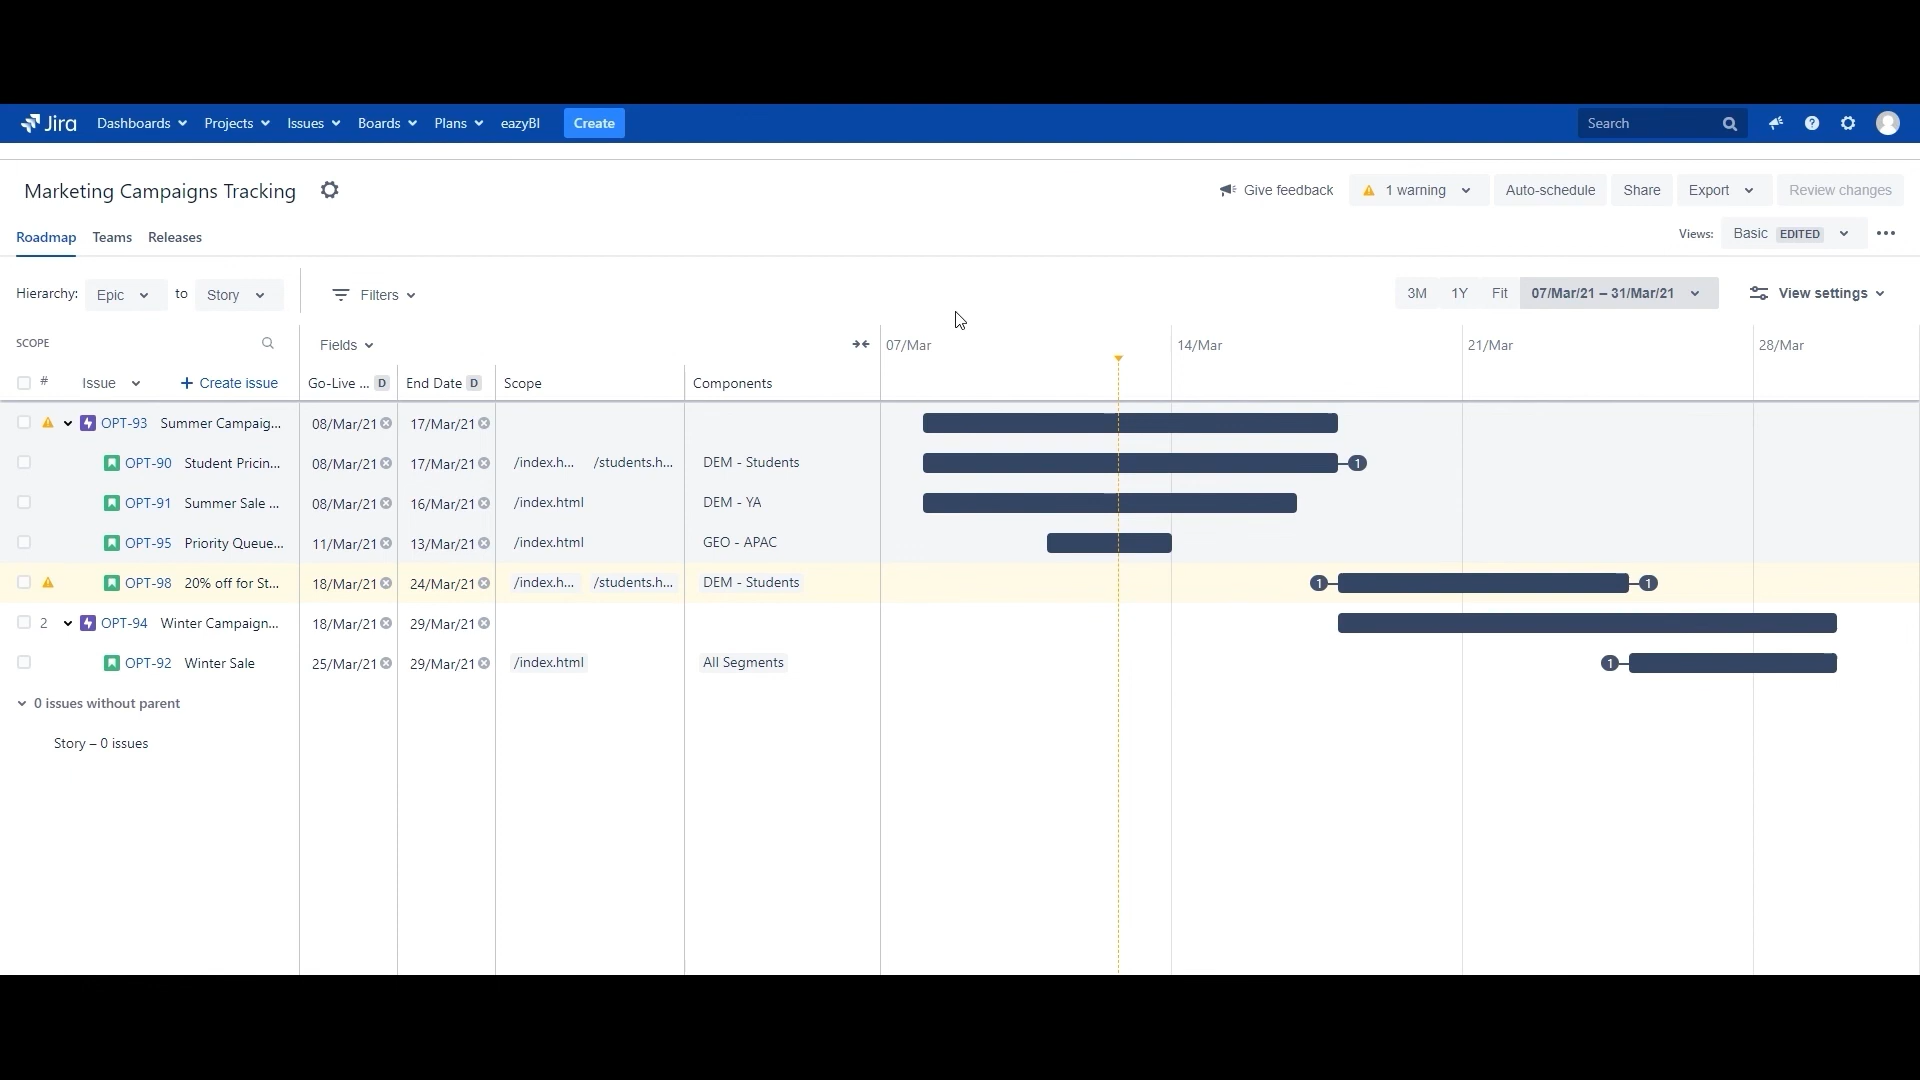 Jira Dashboards Projects Issues Boards Plans eazyBI Create Search
Marketing Campaigns Tracking Give feedback 1 warning Auto-schedule Share Export Review changes
Roadmap Teams Releases Views: Basic EDITED
Hierarchy: Epic to Story Filters 3M 1Y Fit 07/Mar/21 – 31/Mar/21 View settings
SCOPE Fields 07/Mar 14/Mar 21/Mar 28/Mar
# Issue + Create issue Go-Live ... D End Date D Scope Components
OPT-93 Summer Campaig... 08/Mar/21 17/Mar/21
OPT-90 Student Pricin... 08/Mar/21 17/Mar/21 /index.h... /students.h... DEM - Students 1
OPT-91 Summer Sale ... 08/Mar/21 16/Mar/21 /index.html DEM - YA
OPT-95 Priority Queue... 11/Mar/21 13/Mar/21 /index.html GEO - APAC
OPT-98 20% off for St... 18/Mar/21 24/Mar/21 /index.h... /students.h... DEM - Students 1 1
2 OPT-94 Winter Campaign... 18/Mar/21 29/Mar/21
OPT-92 Winter Sale 25/Mar/21 29/Mar/21 /index.html All Segments 1
0 issues without parent
Story – 0 issues